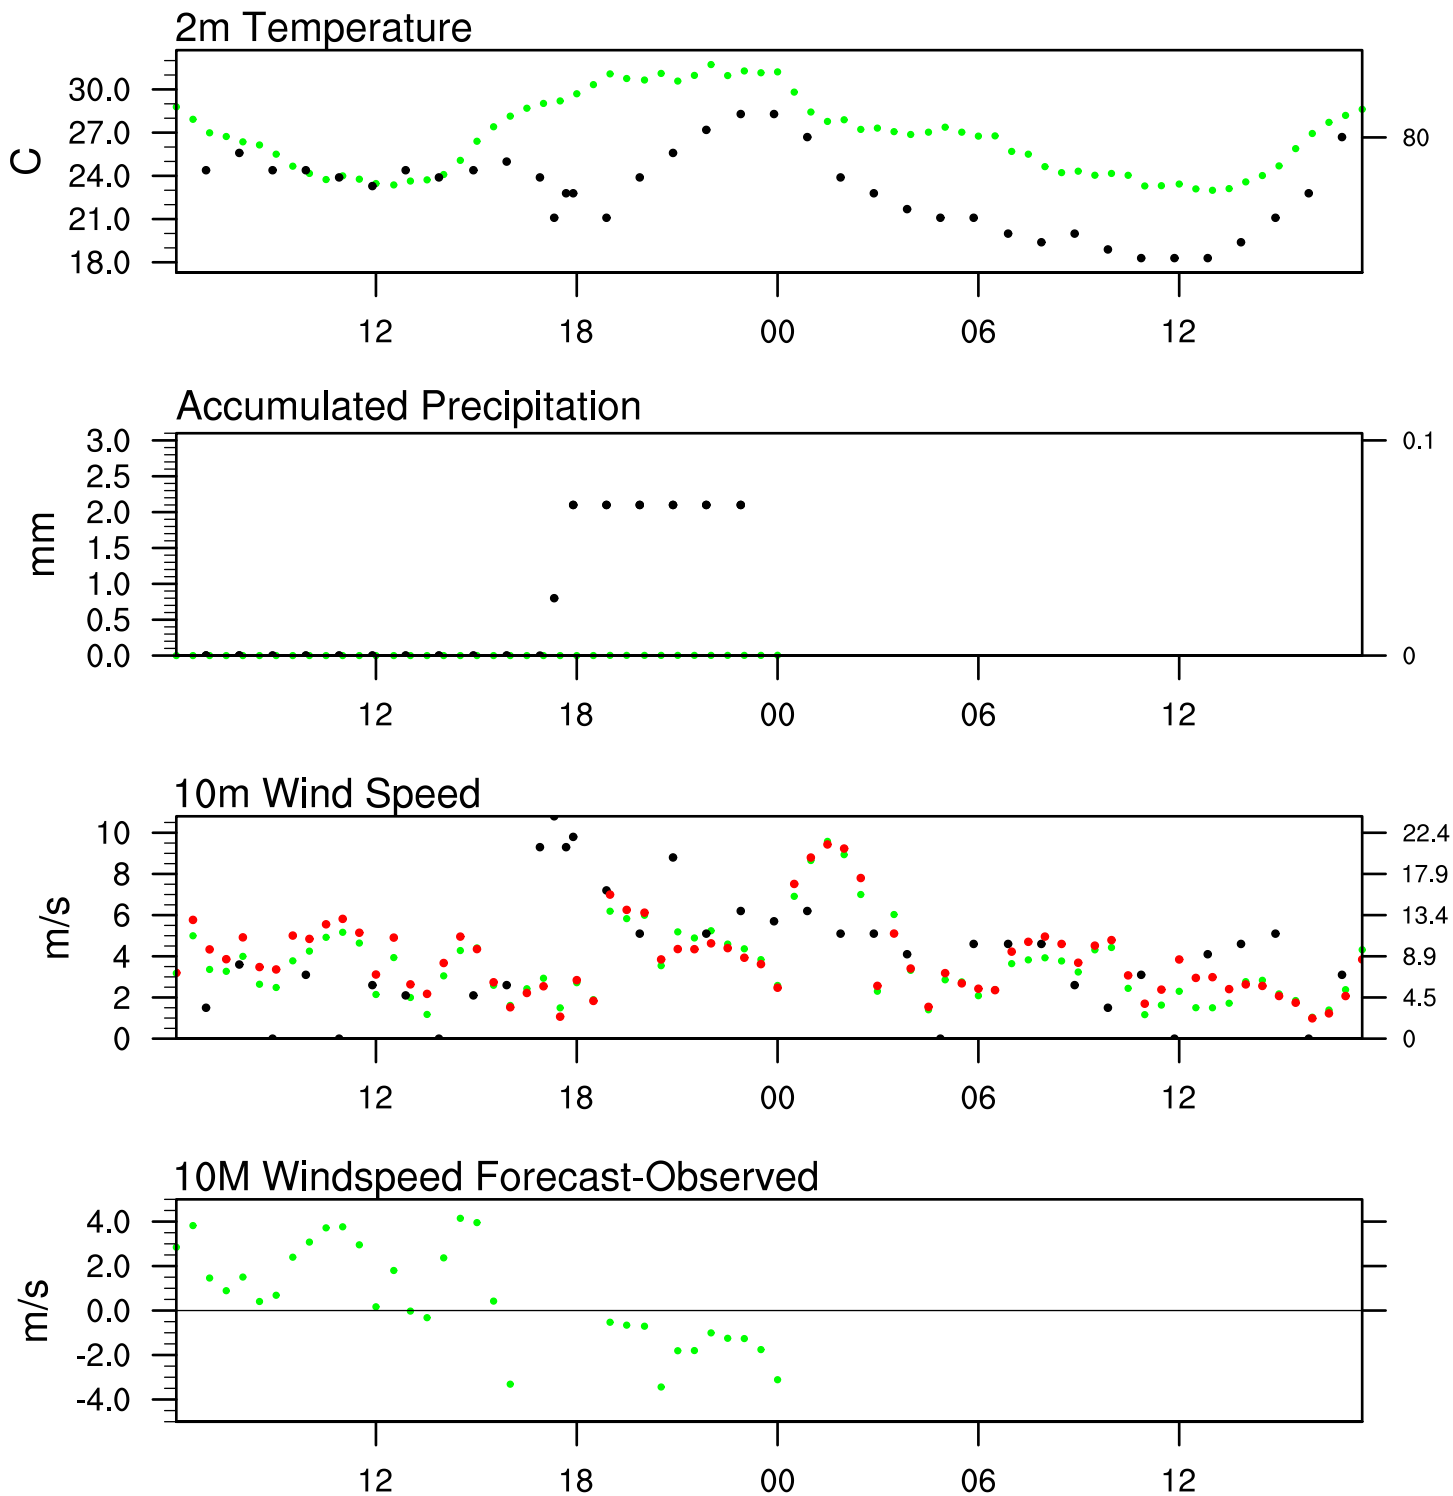 2m Temperature
30.0
27.0
24.0
21.0
18.0
C
80
12 18 00 06 12
Accumulated Precipitation
3.0
2.5
2.0
1.5
1.0
0.5
0.0
mm
0.1
0
12 18 00 06 12
10m Wind Speed
10
8
6
4
2
0
m/s
22.4
17.9
13.4
8.9
4.5
0
12 18 00 06 12
10M Windspeed Forecast-Observed
4.0
2.0
0.0
-2.0
-4.0
m/s
12 18 00 06 12